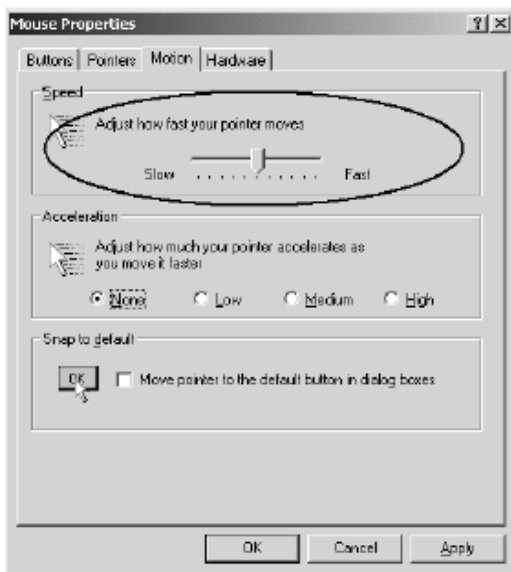 Mouse Properties
Buttons Pointers Motion Hardware
Speed
Adjust how fast your pointer moves
Slow Fast
Acceleration
Adjust how much your pointer accelerates as
you move it faster
None Low Medium High
Snap to default
OK Move pointer to the default button in dialog boxes
OK Cancel Apply